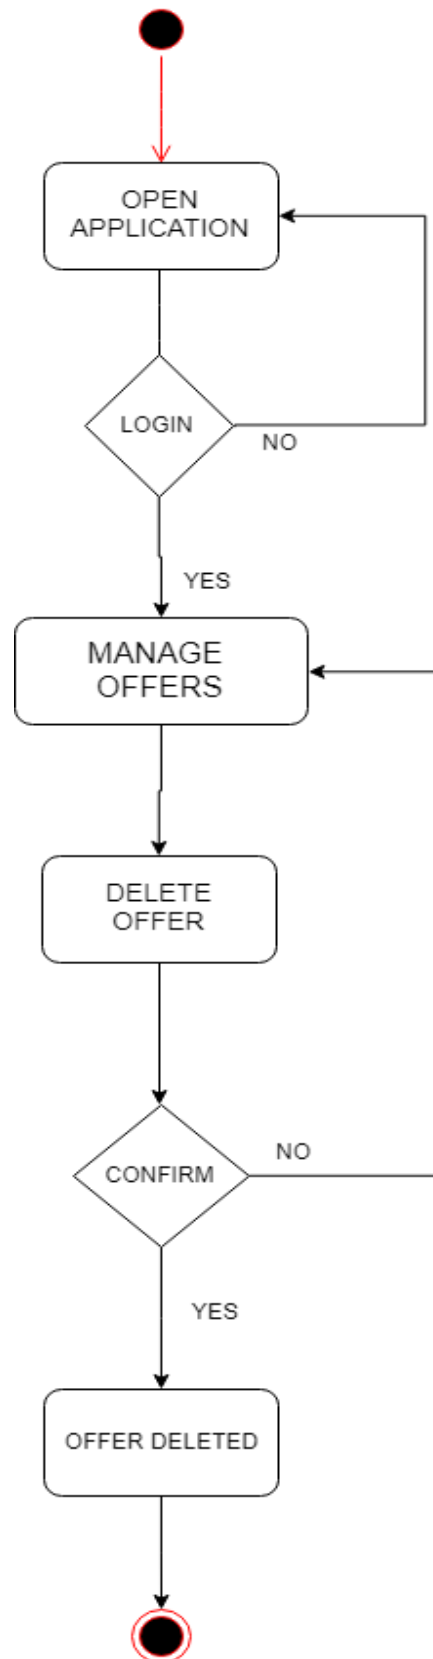 OPEN
APPLICATION
LOGIN
NO
YES
MANAGE
OFFERS
DELETE
OFFER
NO
CONFIRM
YES
OFFER DELETED